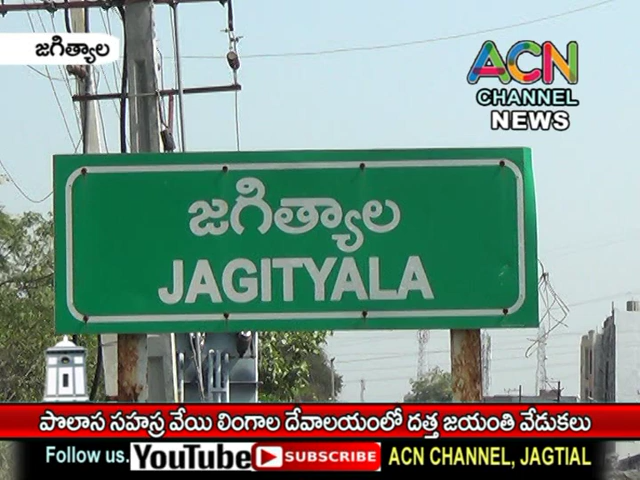 జగిత్యాల
ACN
CHANNEL
NEWS
జగిత్యాల
JAGITYALA
పొలాస సహస్ర వేయి లింగాల దేవాలయంలో దత్త జయంతి వేడుకలు
Follow us. YouTube SUBSCRIBE ACN CHANNEL, JAGTIAL